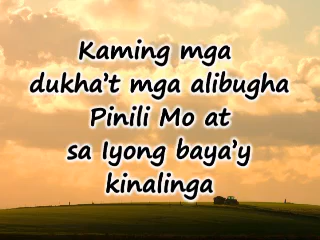 Kaming mga
dukha't mga alibugha
Pinili Mo at
sa Iyong baya'y
kinalinga